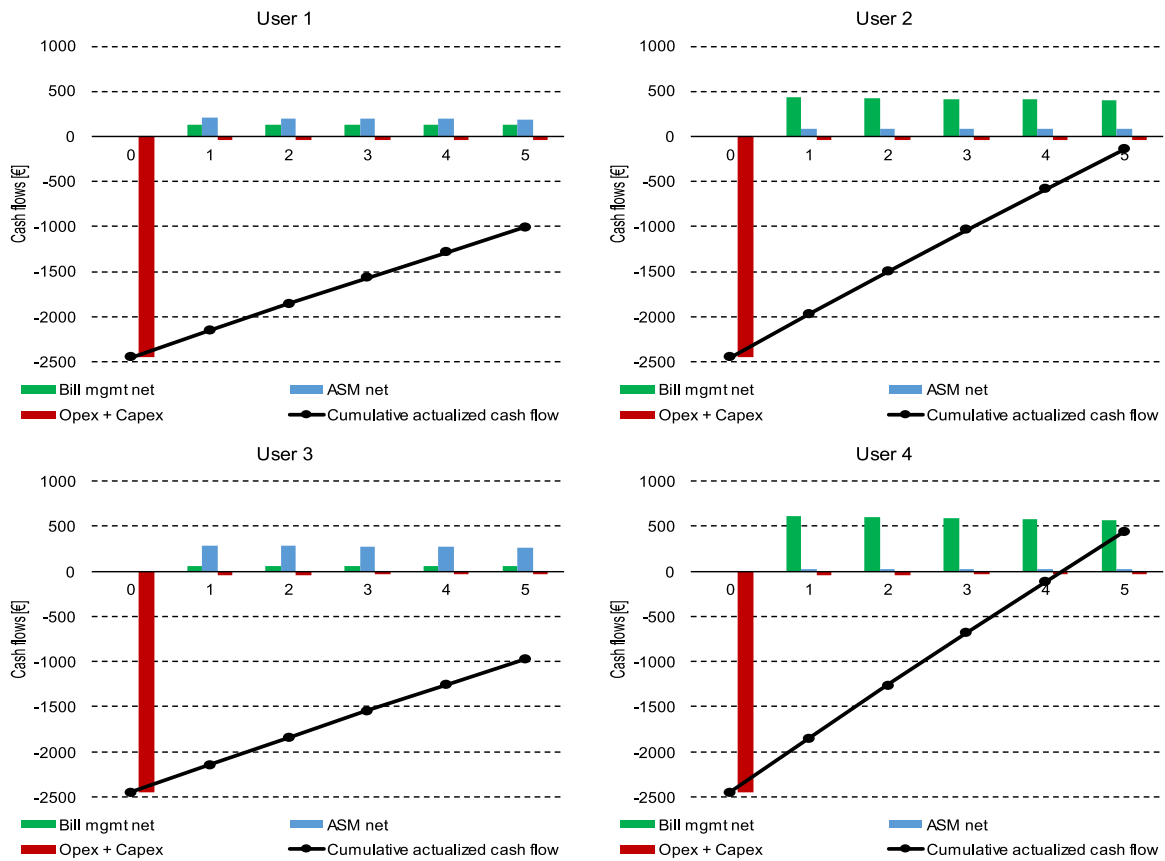 User 1
1000
500
0
-500
-1000
-1500
-2000
-2500
Cash flows [€]
0 1 2 3 4 5
Bill mgmt net ASM net
Opex + Capex Cumulative actualized cash flow
User 2
1000
500
0
-500
-1000
-1500
-2000
-2500
Cash flows [€]
0 1 2 3 4 5
Bill mgmt net ASM net
Opex + Capex Cumulative actualized cash flow
User 3
1000
500
0
-500
-1000
-1500
-2000
-2500
Cash flows [€]
0 1 2 3 4 5
Bill mgmt net ASM net
Opex + Capex Cumulative actualized cash flow
User 4
1000
500
0
-500
-1000
-1500
-2000
-2500
Cash flows [€]
0 1 2 3 4 5
Bill mgmt net ASM net
Opex + Capex Cumulative actualized cash flow